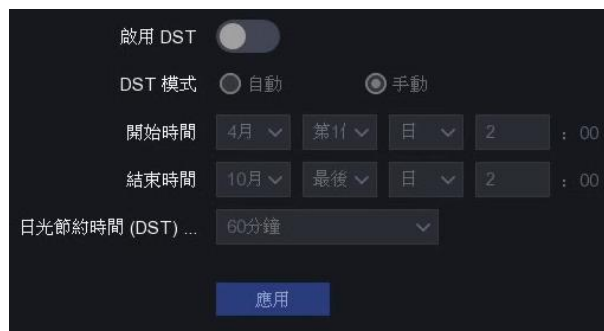 啟用 DST
DST 模式 自動 手動
開始時間 4月 第1 日 2 : 00
結束時間 10月 最後 日 2 : 00
日光節約時間 (DST) ... 60分鐘
應用